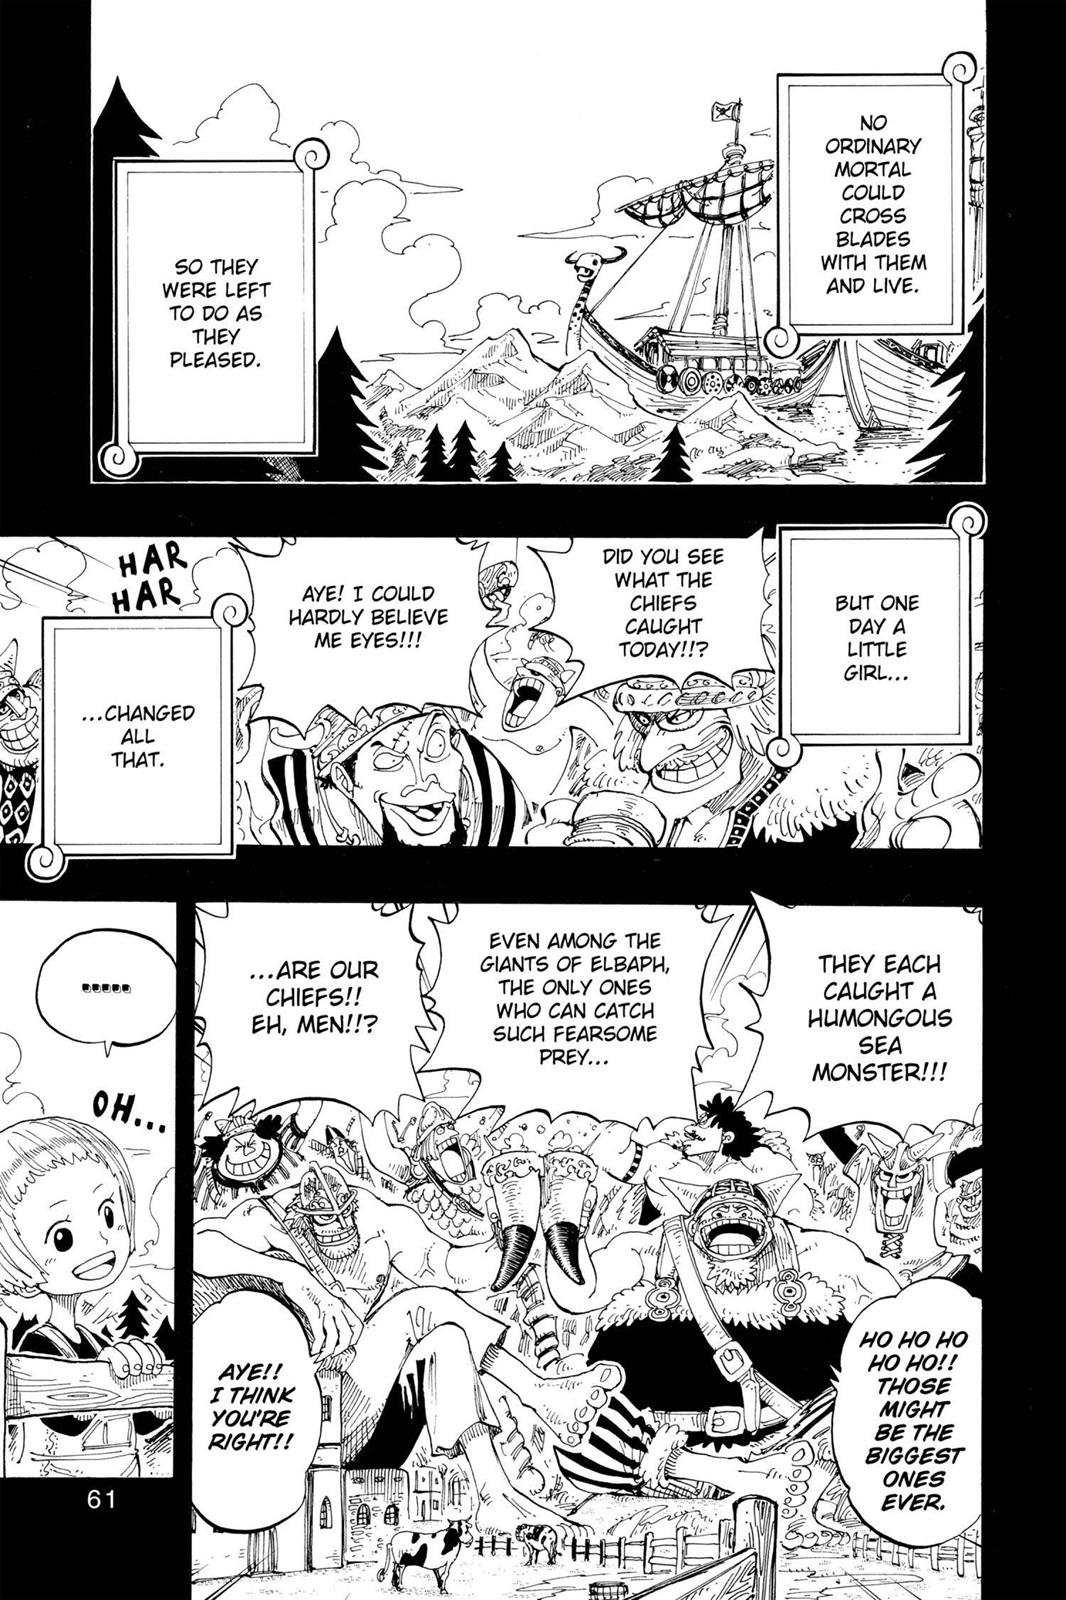 NO
ORDINARY
MORTAL
COULD
CROSS
BLADES
WITH THEM
AND LIVE.
SO THEY
WERE LEFT
TO DO AS
THEY
PLEASED.
BUT ONE
DAY A
LITTLE
GIRL...
DID YOU SEE
WHAT THE
CHIEFS
CAUGHT
TODAY!!?
AYE! I COULD
HARDLY BELIEVE
ME EYES!!!
HAR
HAR
...CHANGED
ALL
THAT.
THEY EACH
CAUGHT A
HUMONGOUS
SEA
MONSTER!!!
EVEN AMONG THE
GIANTS OF ELBAPH,
THE ONLY ONES
WHO CAN CATCH
SUCH FEARSOME
PREY...
...ARE OUR
CHIEFS!!
EH, MEN!!?
HO HO HO
HO HO!!
THOSE
MIGHT
BE THE
BIGGEST
ONES
EVER.
AYE!!
I THINK
YOU'RE
RIGHT!!
.....
OH...
61